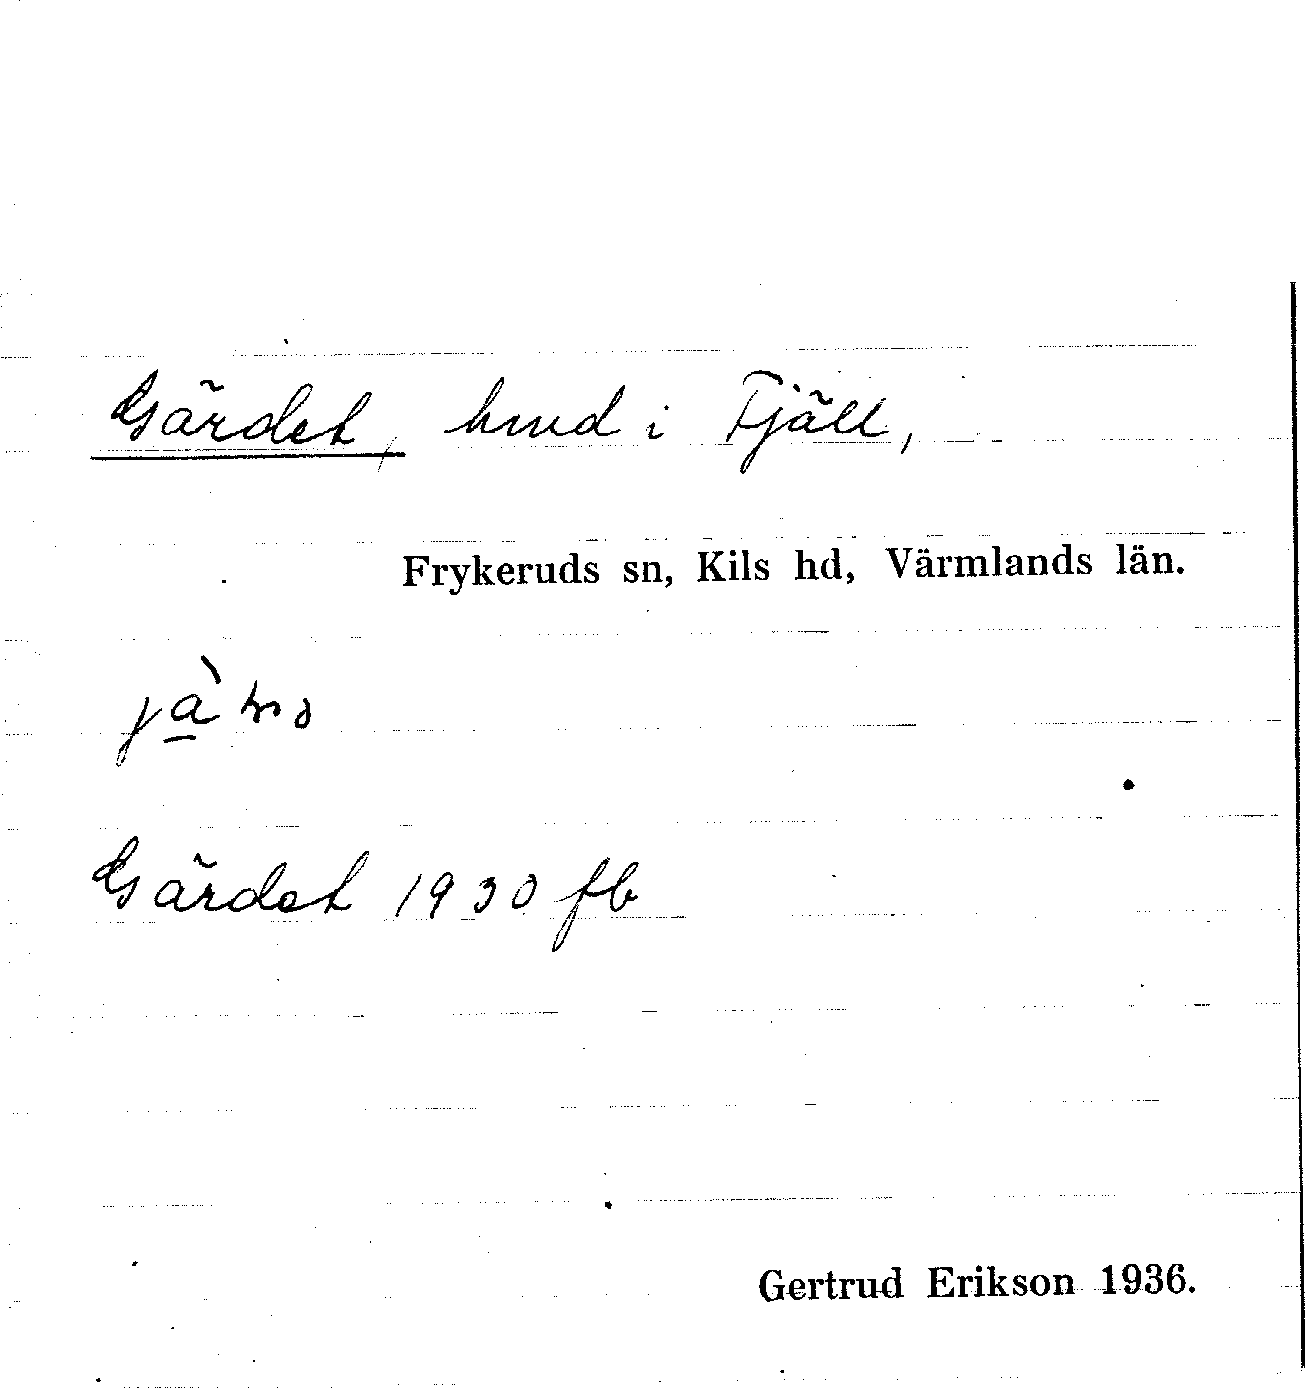 Gärdet, hmd i Fjäll,
Frykeruds sn, Kils hd, Värmlands län.
Gärdet 1930 fb
Gertrud Erikson 1936.